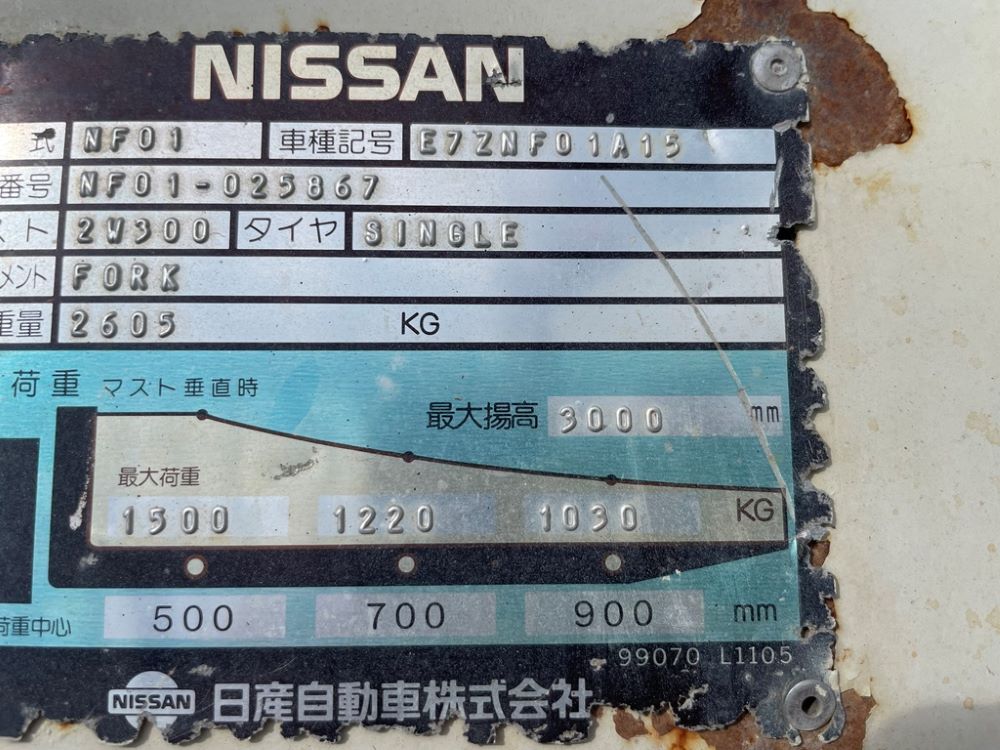 NISSAN
式 NF01 車種記号 E7ZNF01A15
番号 NF01-025867
スト 2W300 タイヤ SINGLE
メント FORK
重量 2605 KG
荷重 マスト垂直時
最大揚高 3000 mm
最大荷重
1500 1220 1030 KG
500 700 900 mm
荷重中心
99070 L1105
NISSAN 日産自動車株式会社